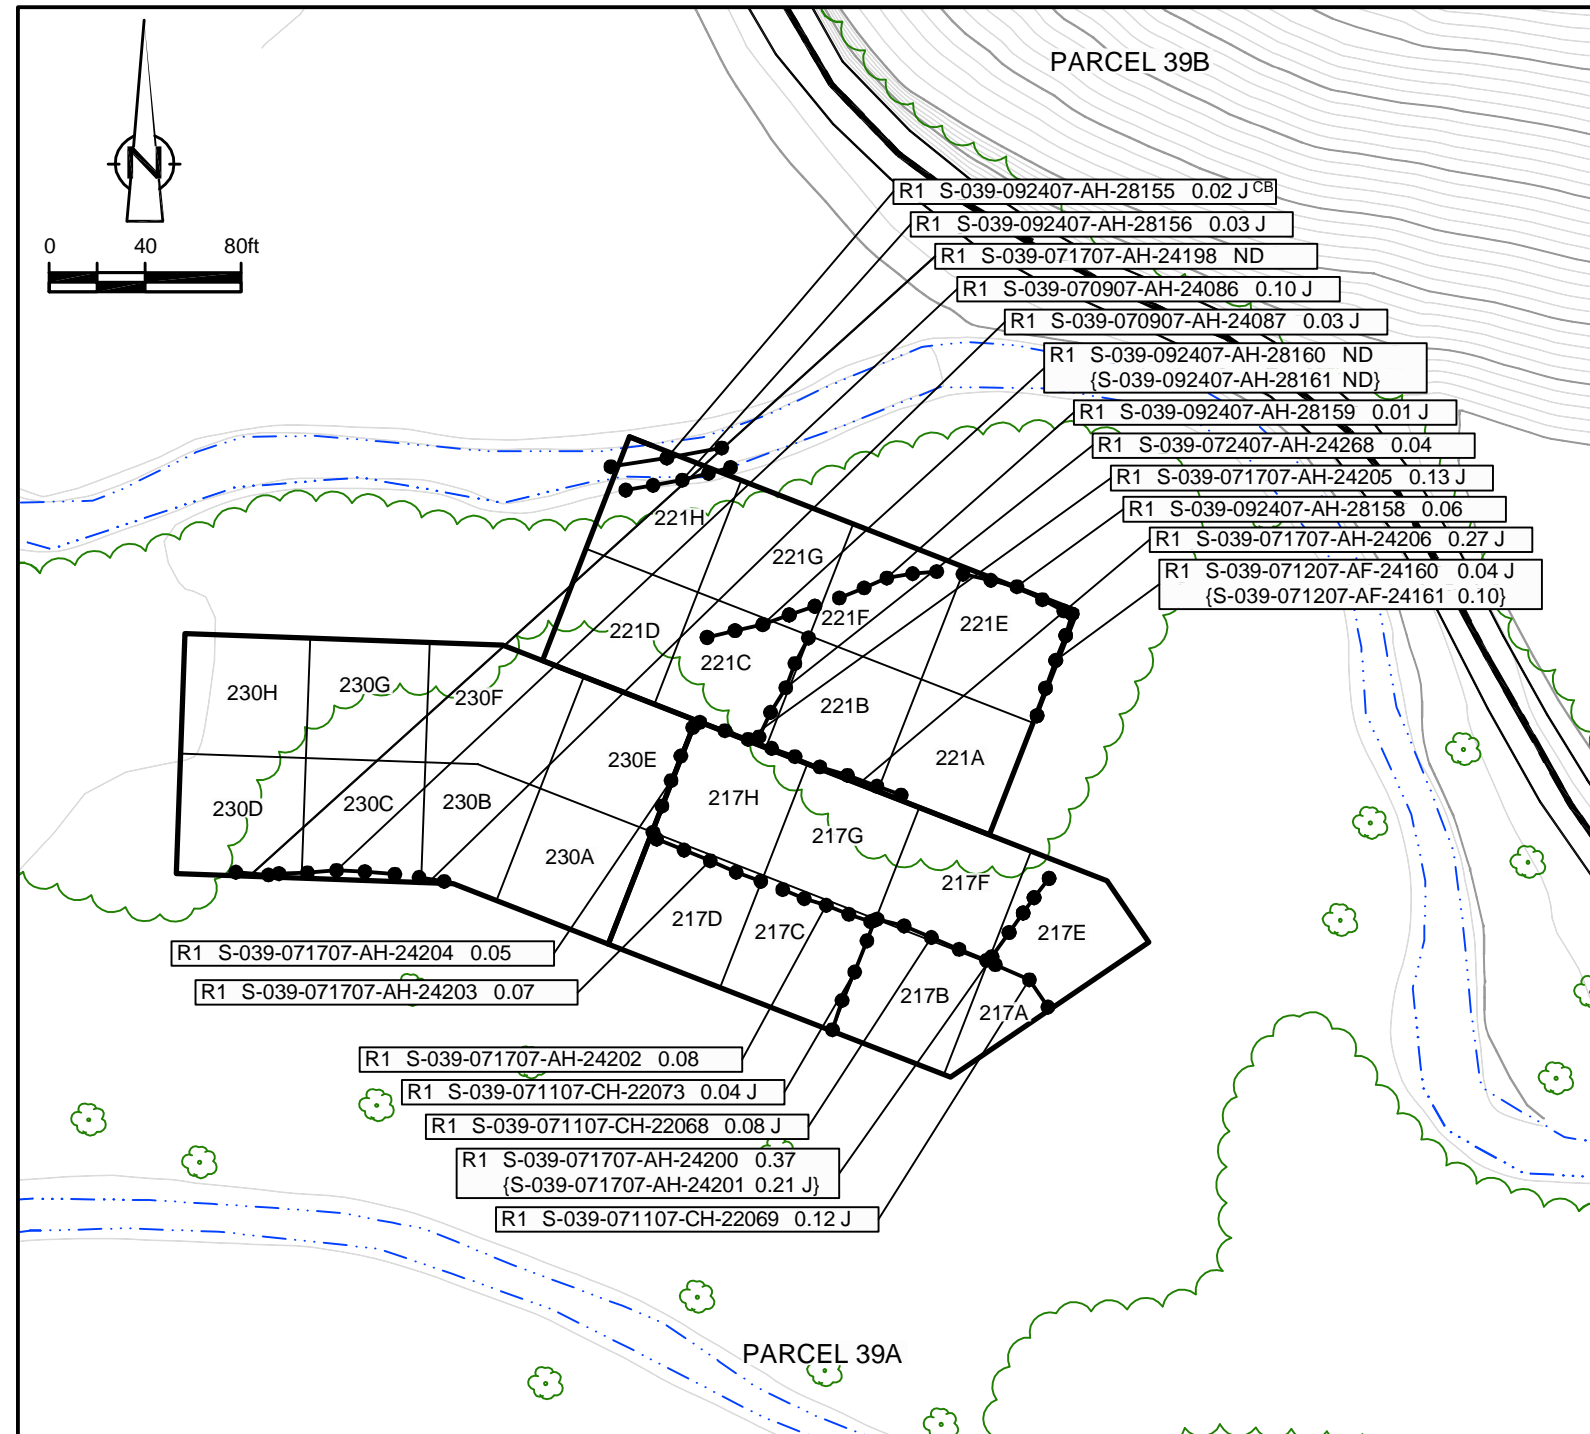 PARCEL 39B
N
0 40 80ft
R1 S-039-092407-AH-28155 0.02 J CB
R1 S-039-092407-AH-28156 0.03 J
R1 S-039-071707-AH-24198 ND
R1 S-039-070907-AH-24086 0.10 J
R1 S-039-070907-AH-24087 0.03 J
R1 S-039-092407-AH-28160 ND
{S-039-092407-AH-28161 ND}
R1 S-039-092407-AH-28159 0.01 J
R1 S-039-072407-AH-24268 0.04
R1 S-039-071707-AH-24205 0.13 J
R1 S-039-092407-AH-28158 0.06
R1 S-039-071707-AH-24206 0.27 J
R1 S-039-071207-AF-24160 0.04 J
{S-039-071207-AF-24161 0.10}
221H
221G
221F
221E
221D
221C
221B
221A
230H
230G
230F
230E
230D
230C
230B
230A
217H
217G
217F
217E
217D
217C
217B
217A
R1 S-039-071707-AH-24204 0.05
R1 S-039-071707-AH-24203 0.07
R1 S-039-071707-AH-24202 0.08
R1 S-039-071107-CH-22073 0.04 J
R1 S-039-071107-CH-22068 0.08 J
R1 S-039-071707-AH-24200 0.37
{S-039-071707-AH-24201 0.21 J}
R1 S-039-071107-CH-22069 0.12 J
PARCEL 39A